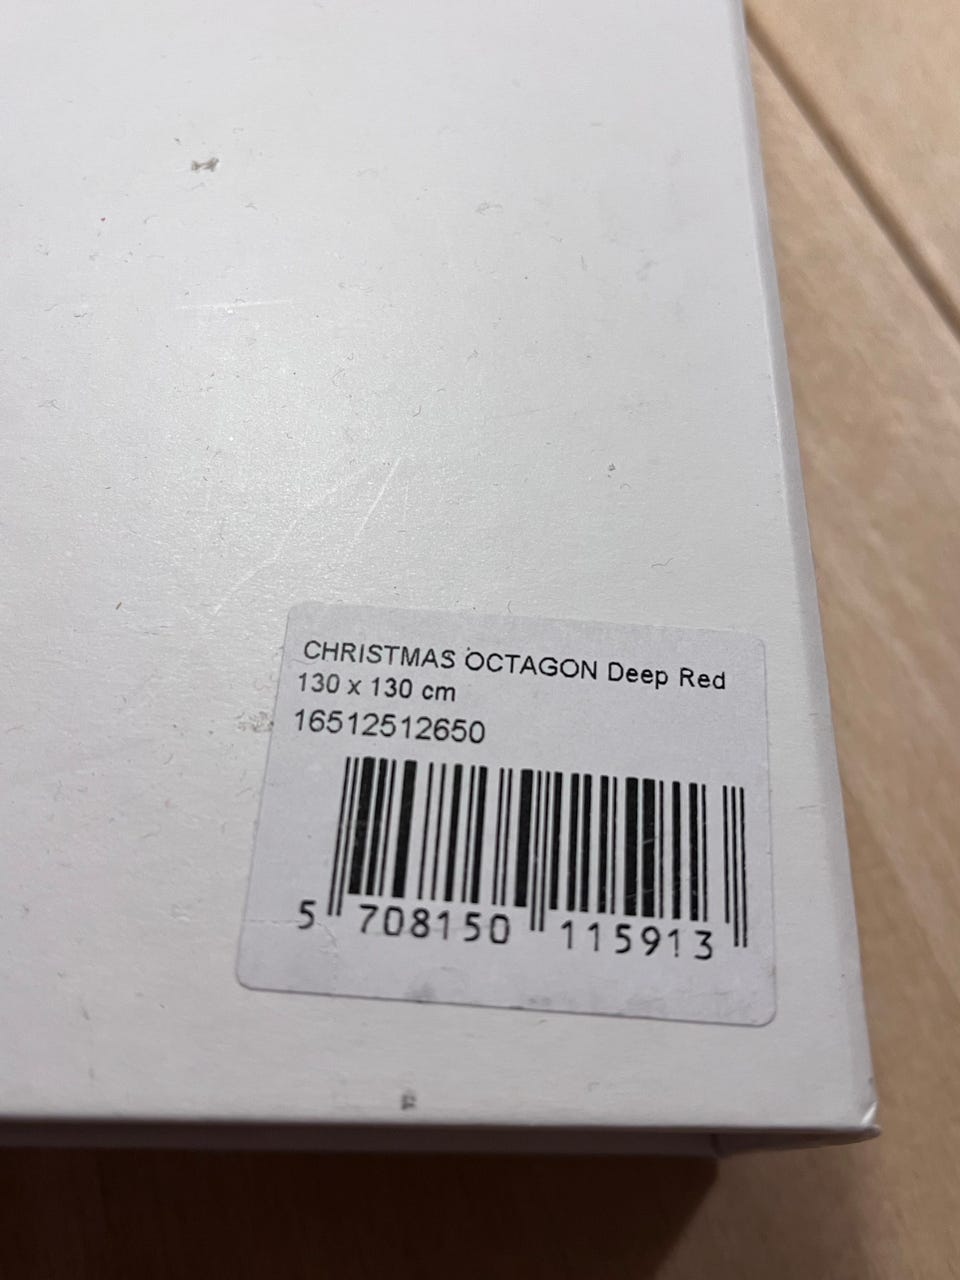 CHRISTMAS OCTAGON Deep Red
130 x 130 cm
16512512650
5 708150 115913